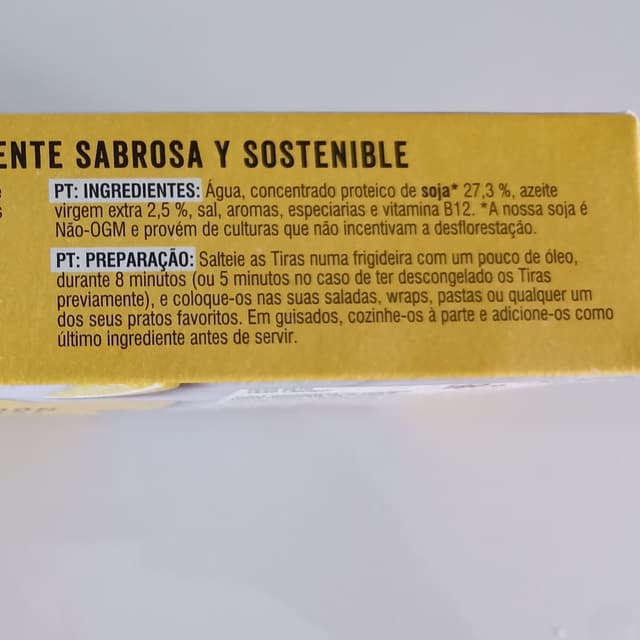 ENTE SABROSA Y SOSTENIBLE
PT: INGREDIENTES: Água, concentrado proteico de soja* 27,3 %, azeite
virgem extra 2,5 %, sal, aromas, especiarias e vitamina B12. *A nossa soja é
Não-OGM e provém de culturas que não incentivam a desflorestação.
PT: PREPARAÇÃO: Salteie as Tiras numa frigideira com um pouco de óleo,
durante 8 minutos (ou 5 minutos no caso de ter descongelado os Tiras
previamente), e coloque-os nas suas saladas, wraps, pastas ou qualquer um
dos seus pratos favoritos. Em guisados, cozinhe-os à parte e adicione-os como
último ingrediente antes de servir.